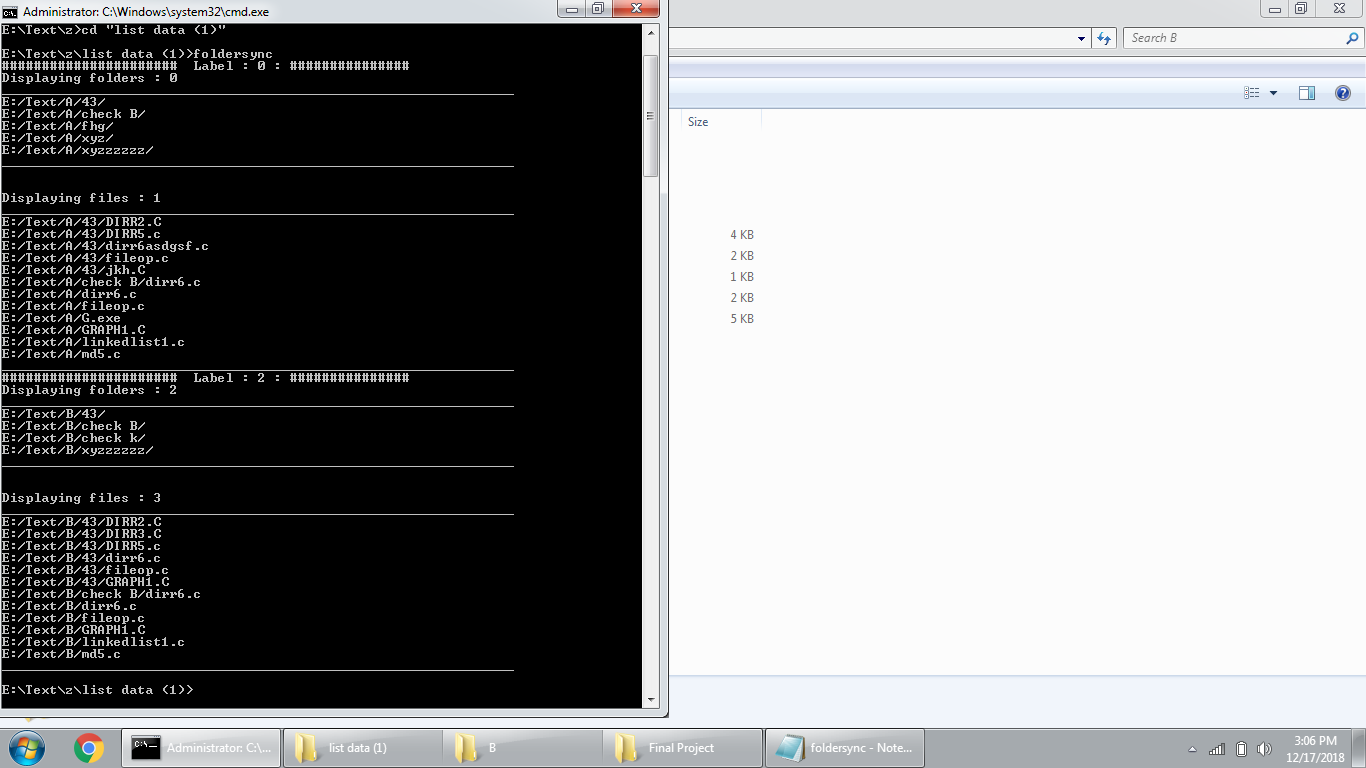 Administrator: C:\Windows\system32\cmd.exe
E:\Text\z>cd "list data (1)"
E:\Text\z\list data (1)>foldersync
###################### Label : 0 : ###############
Displaying folders : 0
E:/Text/A/43/
E:/Text/A/check B/
E:/Text/A/fhg/
E:/Text/A/xyz/
E:/Text/A/xyzzzzzz/
Displaying files : 1
E:/Text/A/43/DIRR2.C
E:/Text/A/43/DIRR5.c
E:/Text/A/43/dirr6asdgsf.c
E:/Text/A/43/fileop.c
E:/Text/A/43/jkh.C
E:/Text/A/check B/dirr6.c
E:/Text/A/dirr6.c
E:/Text/A/fileop.c
E:/Text/A/G.exe
E:/Text/A/GRAPH1.C
E:/Text/A/linkedlist1.c
E:/Text/A/md5.c
###################### Label : 2 : ###############
Displaying folders : 2
E:/Text/B/43/
E:/Text/B/check B/
E:/Text/B/check k/
E:/Text/B/xyzzzzzz/
Displaying files : 3
E:/Text/B/43/DIRR2.C
E:/Text/B/43/DIRR3.C
E:/Text/B/43/DIRR5.c
E:/Text/B/43/dirr6.c
E:/Text/B/43/fileop.c
E:/Text/B/43/GRAPH1.C
E:/Text/B/check B/dirr6.c
E:/Text/B/dirr6.c
E:/Text/B/fileop.c
E:/Text/B/GRAPH1.C
E:/Text/B/linkedlist1.c
E:/Text/B/md5.c
E:\Text\z\list data (1)>
Search B
Size
4 KB
2 KB
1 KB
2 KB
5 KB
Administrator: C:\...
list data (1)
B
Final Project
foldersync - Note...
3:06 PM
12/17/2018